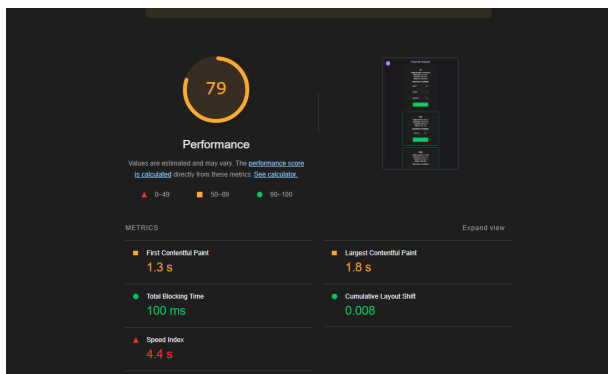 79
Performance
Values are estimated and may vary. The performance score
is calculated directly from these metrics. See calculator.
0–49
50–89
90–100
METRICS
Expand view
First Contentful Paint
1.3 s
Largest Contentful Paint
1.8 s
Total Blocking Time
100 ms
Cumulative Layout Shift
0.008
Speed Index
4.4 s